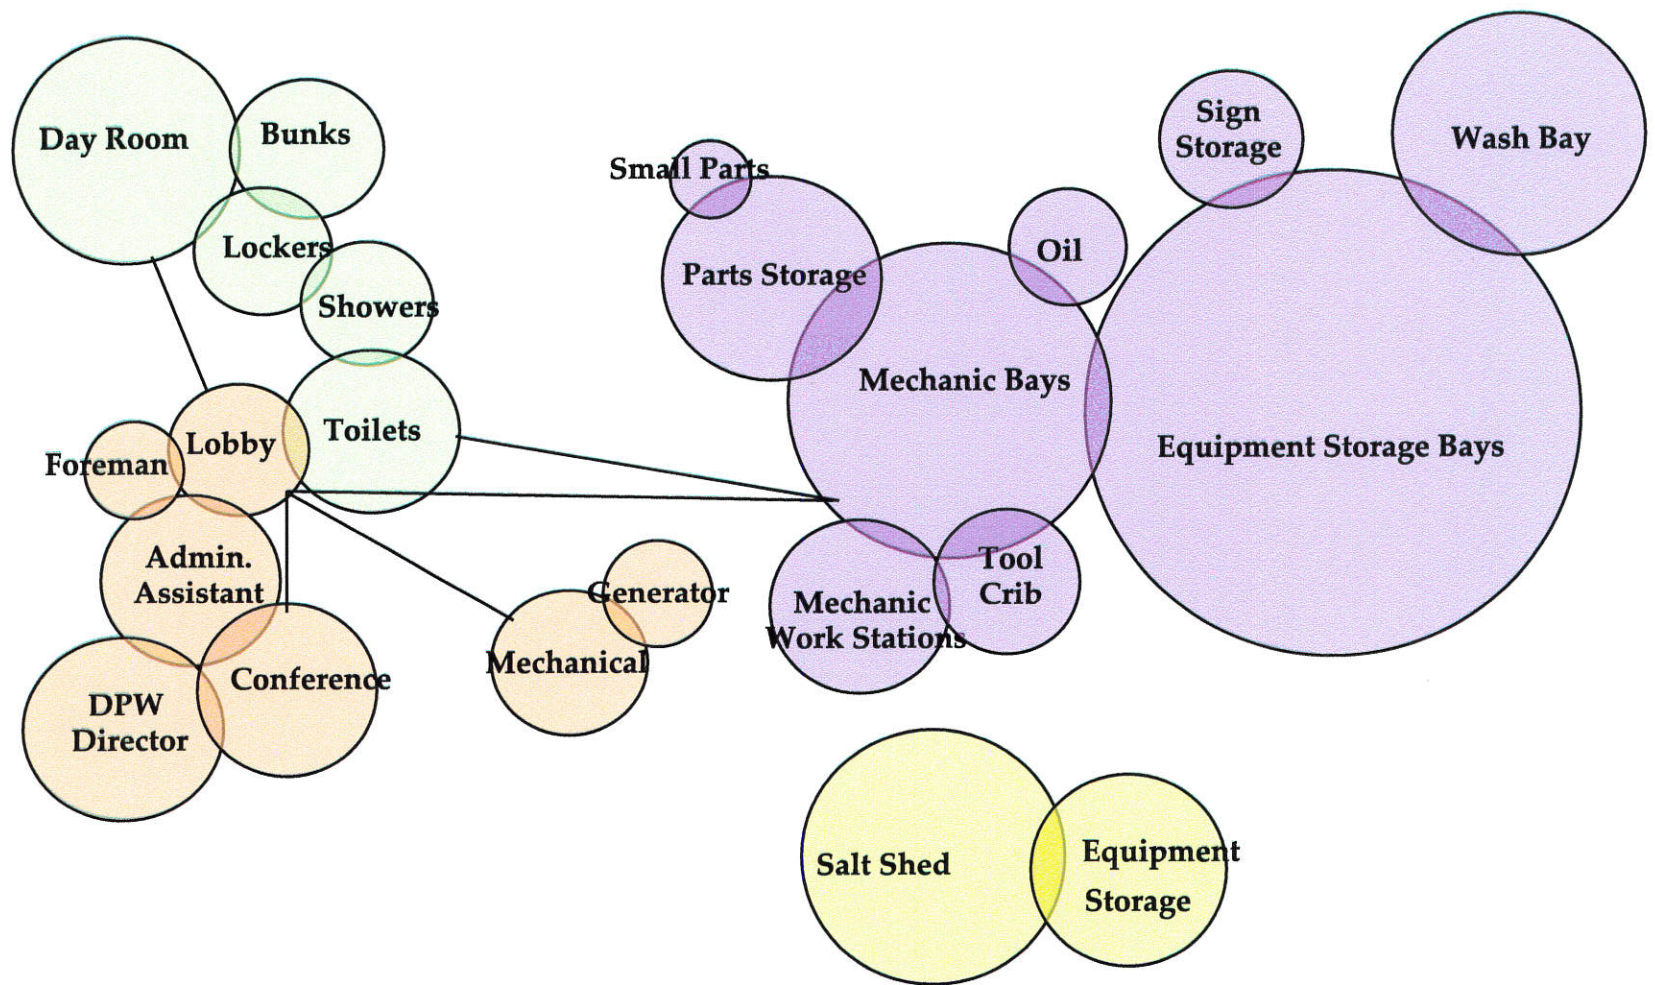 Day Room
Bunks
Lockers
Showers
Toilets
Lobby
Foreman
Admin.
Assistant
Conference
DPW
Director
Generator
Mechanical
Small Parts
Parts Storage
Oil
Mechanic Bays
Mechanic
Work Stations
Tool
Crib
Sign
Storage
Wash Bay
Equipment Storage Bays
Salt Shed
Equipment
Storage